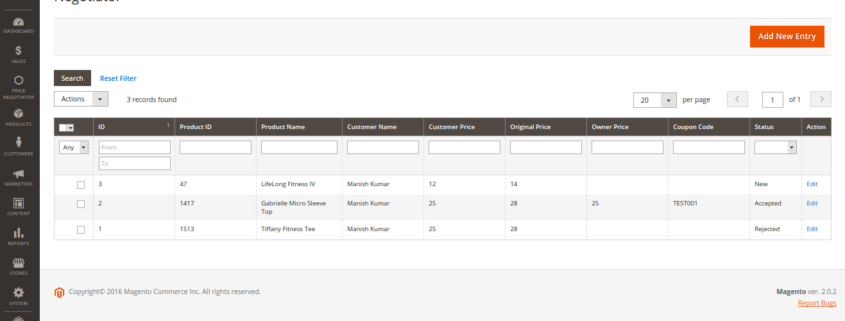 Negotiator
Add New Entry
Search
Reset Filter
Actions
3 records found
20
per page
1
of 1
ID
Product ID
Product Name
Customer Name
Customer Price
Original Price
Owner Price
Coupon Code
Status
Action
Any
From
To
3 47 LifeLong Fitness IV Manish Kumar 12 14 New Edit
2 1417 Gabrielle Micro Sleeve Manish Kumar 25 28 25 TEST001 Accepted Edit
Top
1 1513 Tiffany Fitness Tee Manish Kumar 25 28 Rejected Edit
DASHBOARD
$
SALES
PRICE
NEGOTIATOR
PRODUCTS
CUSTOMERS
MARKETING
CONTENT
REPORTS
STORES
SYSTEM
Copyright© 2016 Magento Commerce Inc. All rights reserved.
Magento ver. 2.0.2
Report Bugs